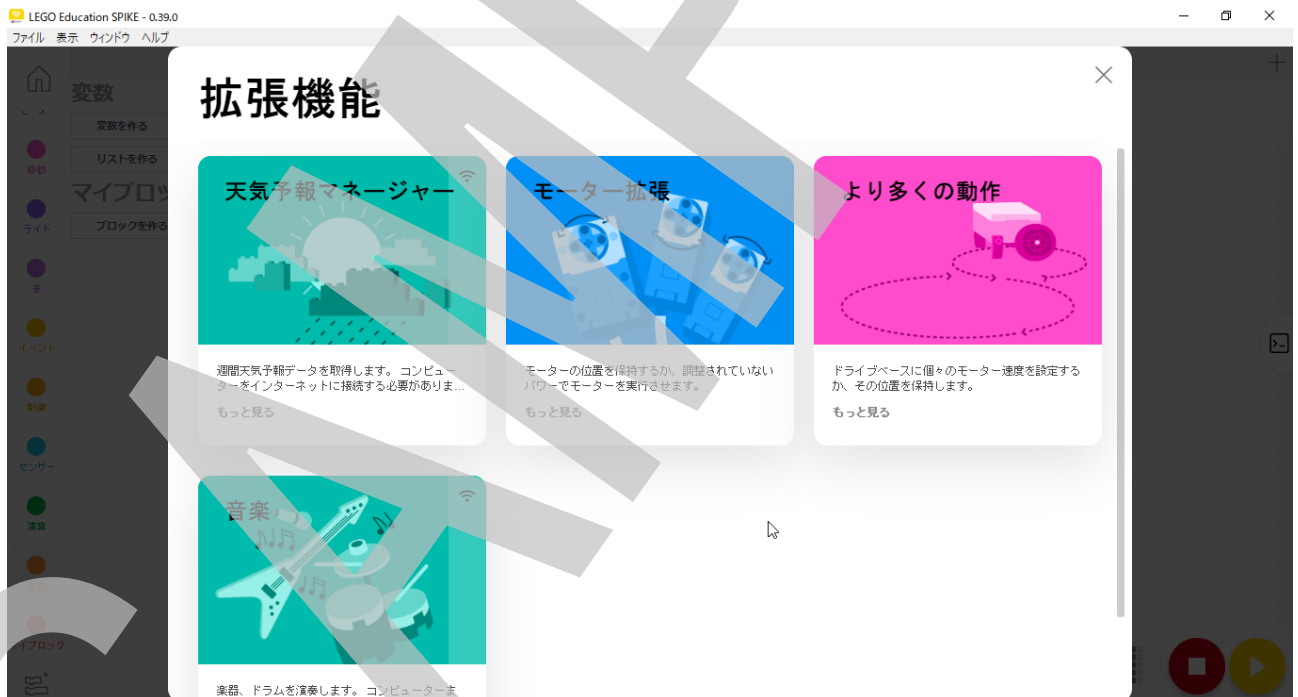 LEGO Education SPIKE - 0.39.0
ファイル 表示 ウィンドウ ヘルプ
拡張機能
変数
変数を作る
リストを作る
マイブロッ
ブロックを作る
移動
ライト
音
イベント
制御
センサー
演算
イブロック
天気予報マネージャー
週間天気予報データを取得します。 コンピュー
ターをインターネットに接続する必要がありま...
もっと見る
モーター拡張
モーターの位置を保持するか、調整されていない
パワーでモーターを実行させます。
もっと見る
より多くの動作
ドライブベースに個々のモーター速度を設定する
か、その位置を保持します。
もっと見る
音楽
楽器、ドラムを演奏します。 コンピューターま